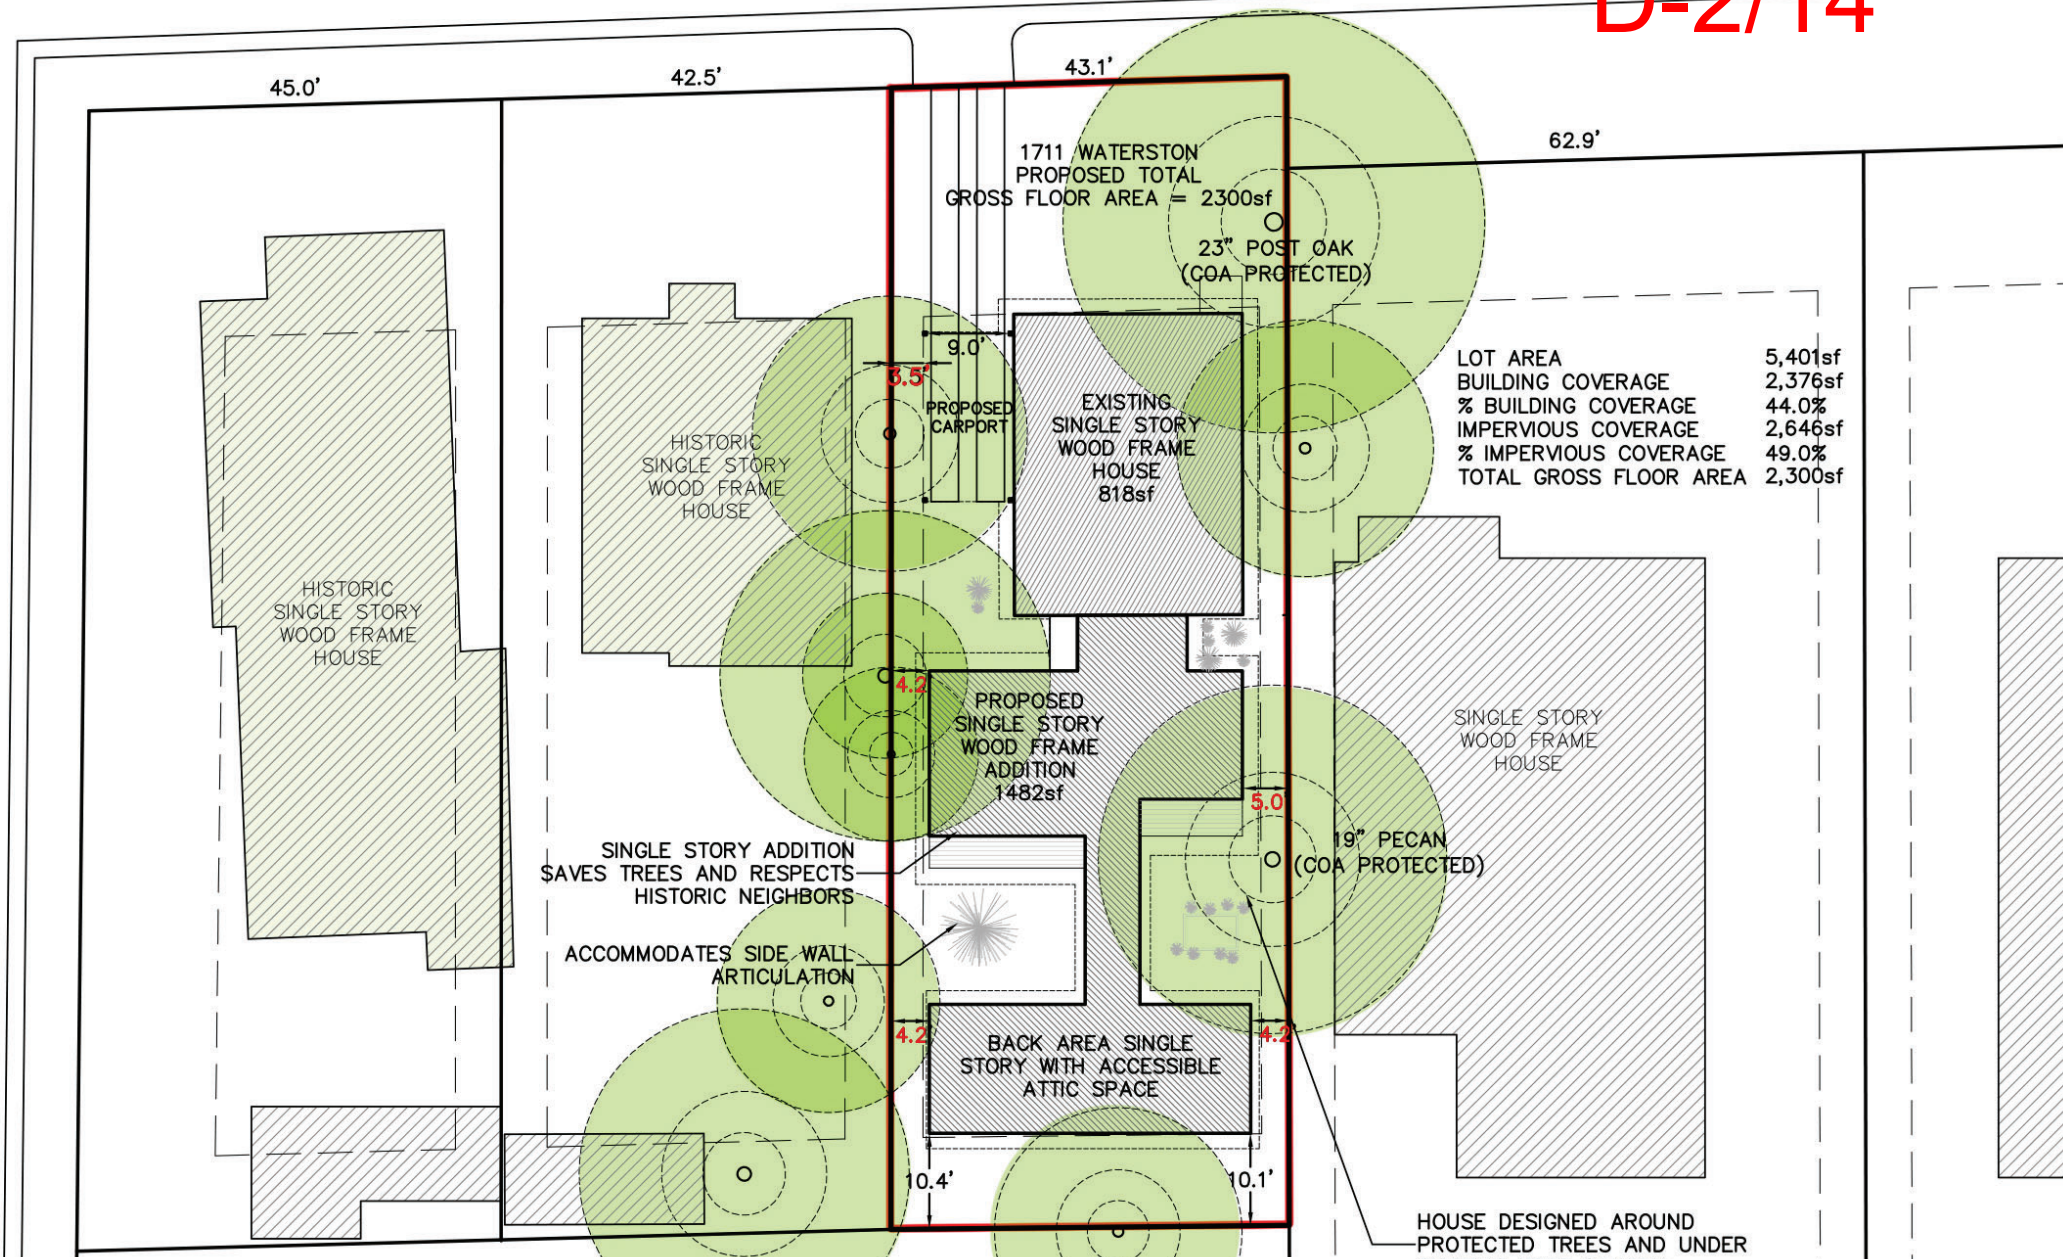 D-2/14
45.0'
42.5'
43.1'
62.9'
1711 WATERSTON
PROPOSED TOTAL
GROSS FLOOR AREA = 2300sf
23" POST OAK
(COA PROTECTED)
9.0'
3.5'
PROPOSED
CARPORT
EXISTING
SINGLE STORY
WOOD FRAME
HOUSE
818sf
LOT AREA 5,401sf
BUILDING COVERAGE 2,376sf
% BUILDING COVERAGE 44.0%
IMPERVIOUS COVERAGE 2,646sf
% IMPERVIOUS COVERAGE 49.0%
TOTAL GROSS FLOOR AREA 2,300sf
HISTORIC
SINGLE STORY
WOOD FRAME
HOUSE
HISTORIC
SINGLE STORY
WOOD FRAME
HOUSE
4.2
PROPOSED
SINGLE STORY
WOOD FRAME
ADDITION
1482sf
SINGLE STORY
WOOD FRAME
HOUSE
5.0
19" PECAN
(COA PROTECTED)
SINGLE STORY ADDITION
SAVES TREES AND RESPECTS
HISTORIC NEIGHBORS
ACCOMMODATES SIDE WALL
ARTICULATION
4.2
4.2
BACK AREA SINGLE
STORY WITH ACCESSIBLE
ATTIC SPACE
10.4'
10.1'
HOUSE DESIGNED AROUND
PROTECTED TREES AND UNDER